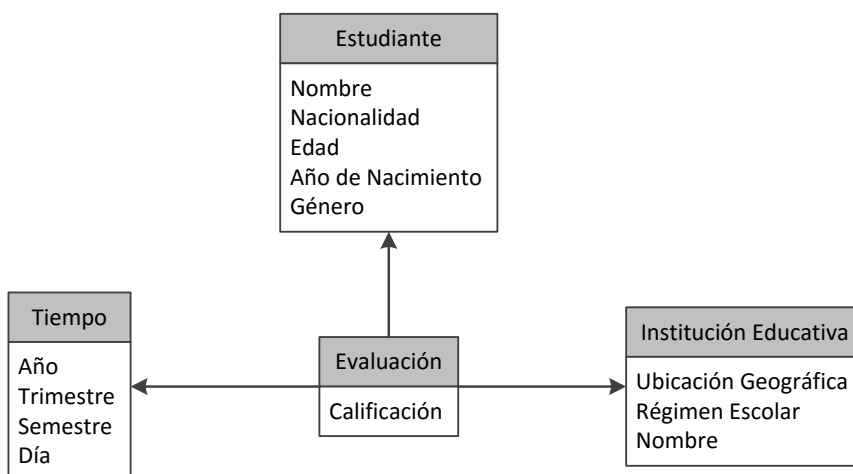 Estudiante
Nombre
Nacionalidad
Edad
Año de Nacimiento
Género
Tiempo
Año
Trimestre
Semestre
Día
Evaluación
Calificación
Institución Educativa
Ubicación Geográfica
Régimen Escolar
Nombre